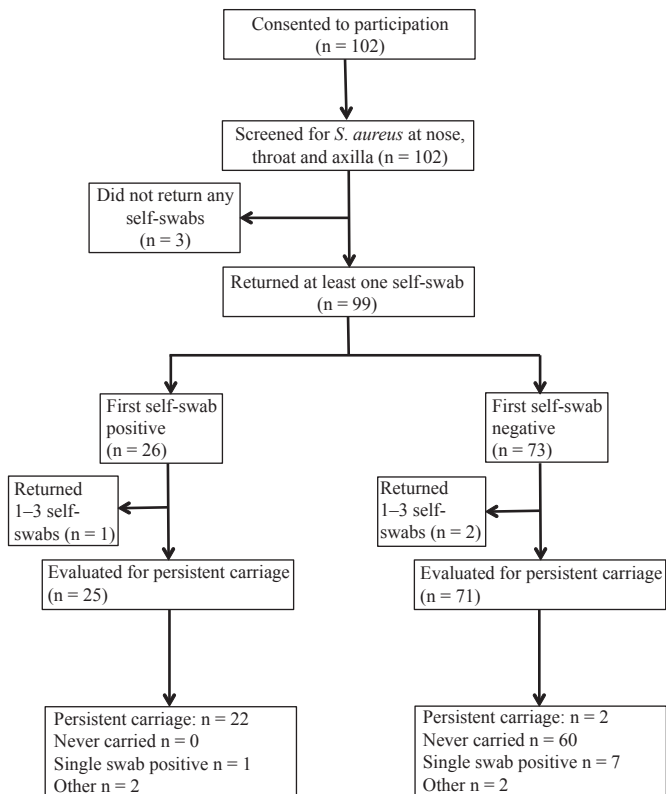 Consented to participation
(n = 102)
Screened for S. aureus at nose,
throat and axilla (n = 102)
Did not return any
self-swabs
(n = 3)
Returned at least one self-swab
(n = 99)
First self-swab
positive
(n = 26)
First self-swab
negative
(n = 73)
Returned
1–3 self-
swabs (n = 1)
Returned
1–3 self-
swabs (n = 2)
Evaluated for persistent carriage
(n = 25)
Evaluated for persistent carriage
(n = 71)
Persistent carriage: n = 22
Never carried n = 0
Single swab positive n = 1
Other n = 2
Persistent carriage: n = 2
Never carried n = 60
Single swab positive n = 7
Other n = 2